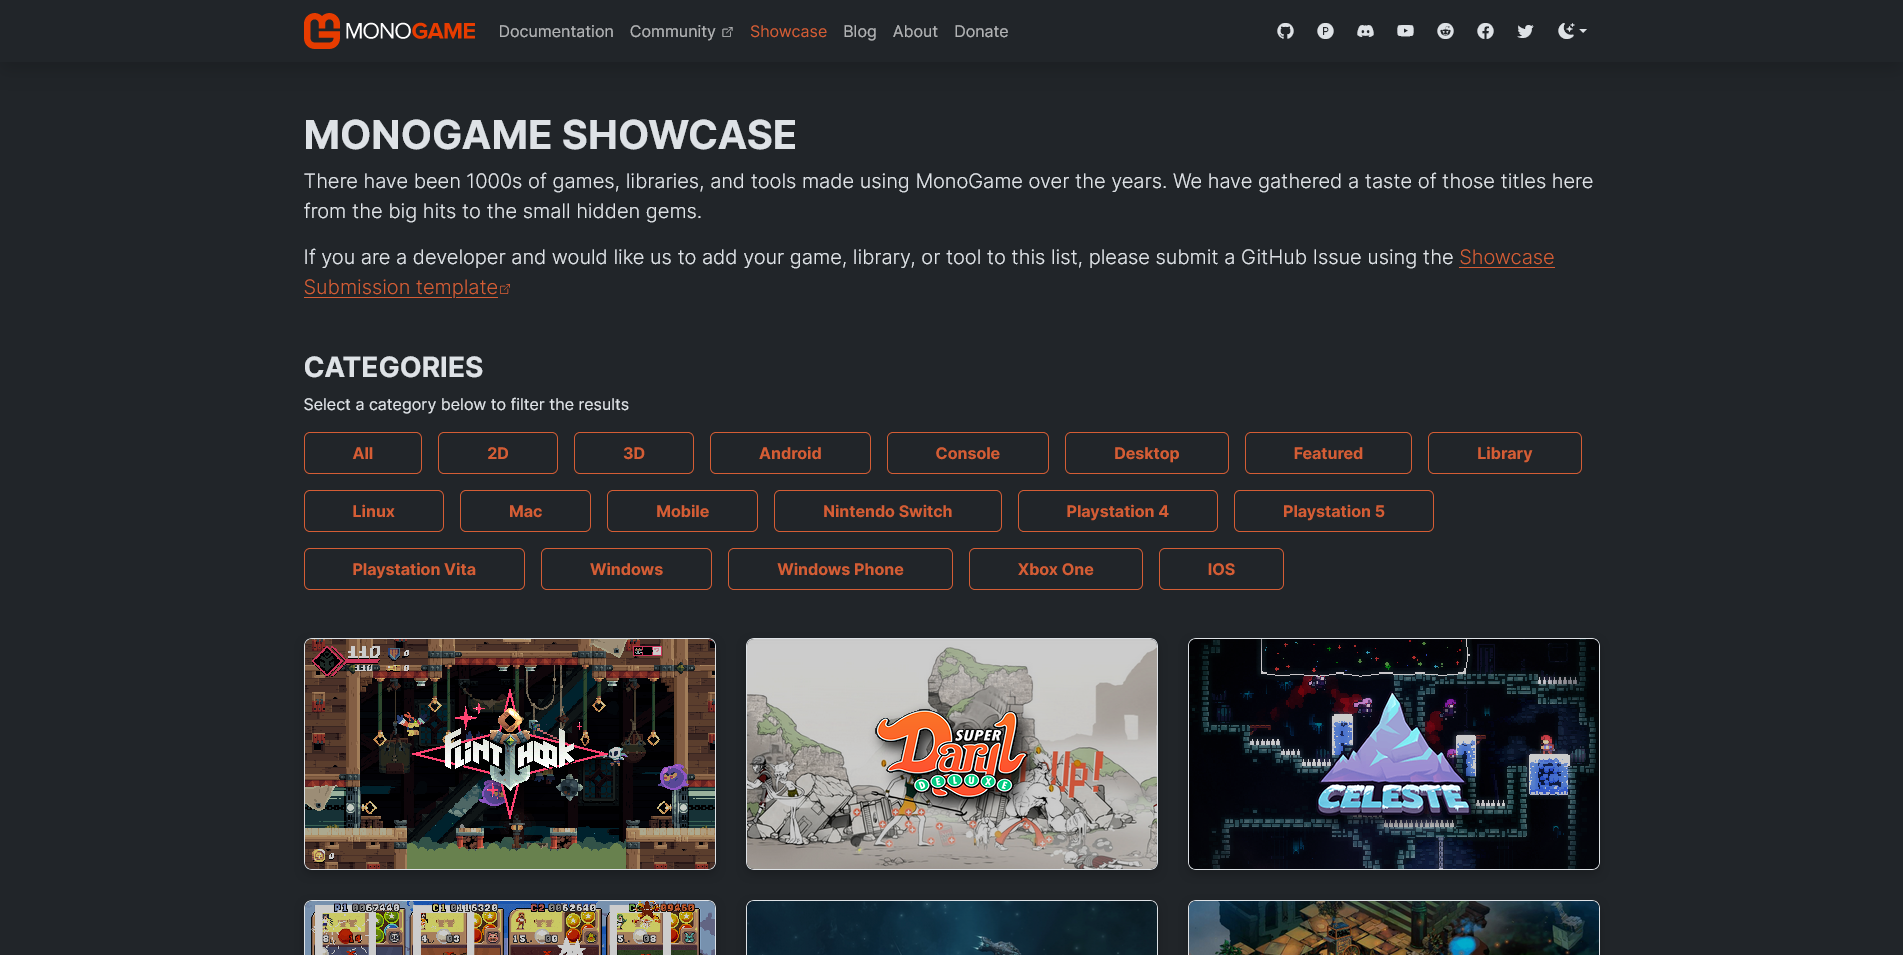 MONOGAME
Documentation
Community
Showcase
Blog
About
Donate
MONOGAME SHOWCASE
There have been 1000s of games, libraries, and tools made using MonoGame over the years. We have gathered a taste of those titles here
from the big hits to the small hidden gems.
If you are a developer and would like us to add your game, library, or tool to this list, please submit a GitHub Issue using the Showcase
Submission template
CATEGORIES
Select a category below to filter the results
All
2D
3D
Android
Console
Desktop
Featured
Library
Linux
Mac
Mobile
Nintendo Switch
Playstation 4
Playstation 5
Playstation Vita
Windows
Windows Phone
Xbox One
IOS
110
FLINTHOOK
SUPER
Daryl
DELUXE
Up!
CELESTE